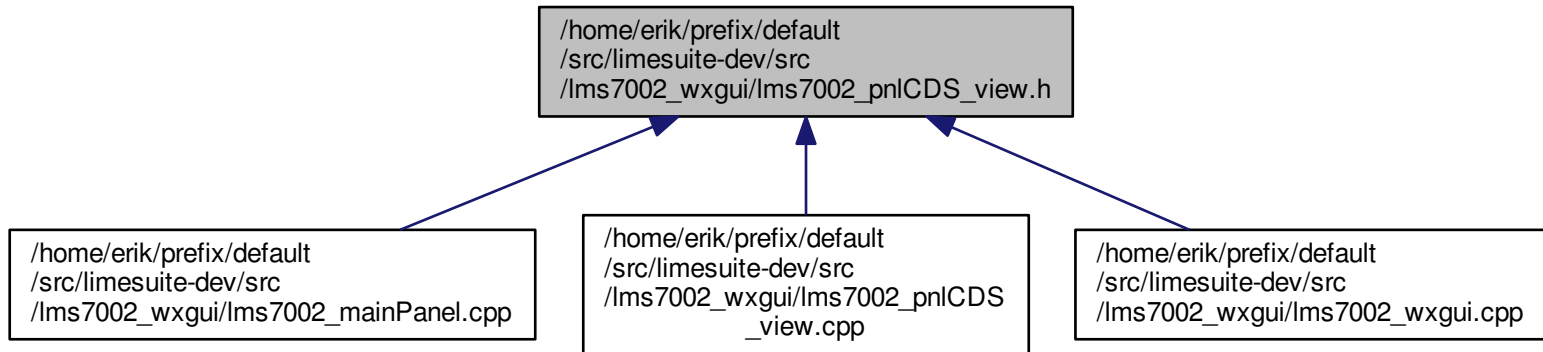 /home/erik/prefix/default
/src/limesuite-dev/src
/lms7002_wxgui/lms7002_pnlCDS_view.h
/home/erik/prefix/default
/src/limesuite-dev/src
/lms7002_wxgui/lms7002_mainPanel.cpp
/home/erik/prefix/default
/src/limesuite-dev/src
/lms7002_wxgui/lms7002_pnlCDS
_view.cpp
/home/erik/prefix/default
/src/limesuite-dev/src
/lms7002_wxgui/lms7002_wxgui.cpp